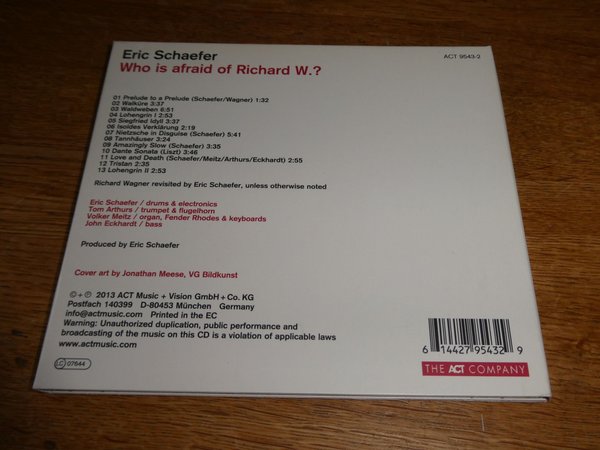 Eric Schaefer
ACT 9543-2
Who is afraid of Richard W.?
01 Prelude to a Prelude (Schaefer/Wagner) 1:32
02 Walküre 3:37
03 Waldweben 6:51
04 Lohengrin I 2:53
05 Siegfried Idyll 3:37
06 Isoldes Verklärung 2:19
07 Nietzsche in Disguise (Schaefer) 5:41
08 Tannhäuser 3:24
09 Amazingly Slow (Schaefer) 3:35
10 Dante Sonata (Liszt) 3:46
11 Love and Death (Schaefer/Meitz/Arthurs/Eckhardt) 2:55
12 Tristan 2:35
13 Lohengrin II 2:53
Richard Wagner revisited by Eric Schaefer, unless otherwise noted
Eric Schaefer / drums & electronics
Tom Arthurs / trumpet & flugelhorn
Volker Meitz / organ, Fender Rhodes & keyboards
John Eckhardt / bass
Produced by Eric Schaefer
Cover art by Jonathan Meese, VG Bildkunst
© + ℗ 2013 ACT Music + Vision GmbH + Co. KG
Postfach 140399 D-80453 München Germany
info@actmusic.com Printed in the EC
Warning: Unauthorized duplication, public performance and
broadcasting of the music on this CD is a violation of applicable laws
www.actmusic.com
LC 07644
6 14427 95432 9
THE ACT COMPANY